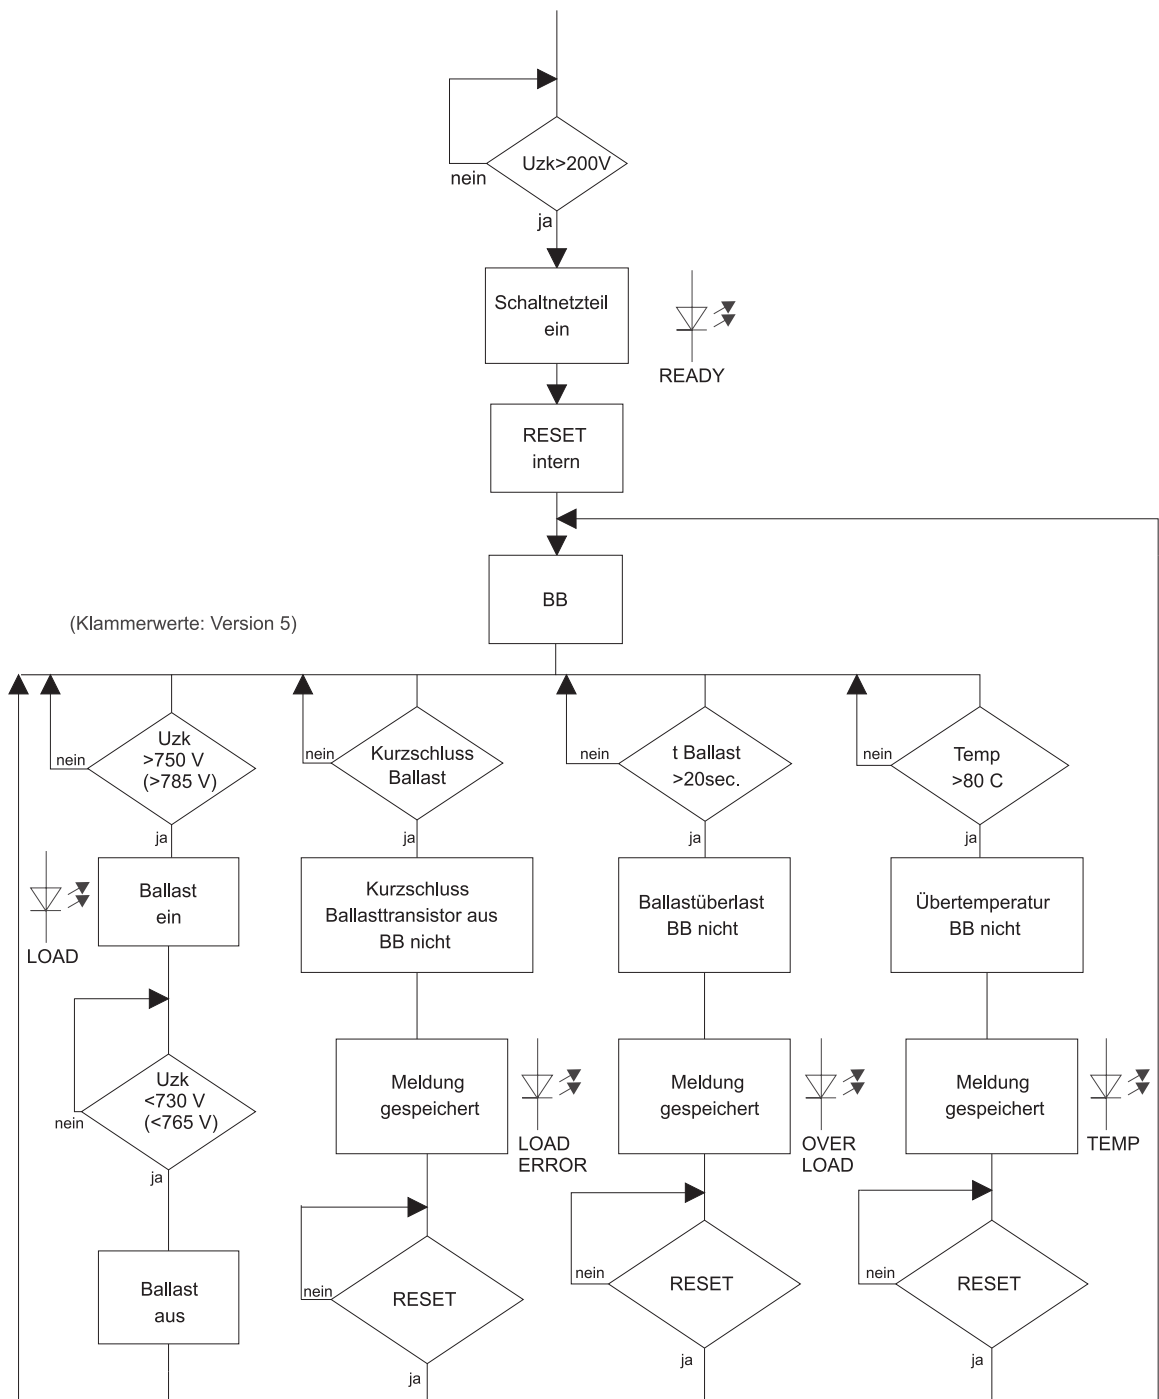 Uzk>200V
nein
ja
Schaltnetzteil
ein
READY
RESET
intern
BB
(Klammerwerte: Version 5)
Uzk
>750 V
(>785 V)
nein
ja
Kurzschluss
Ballast
nein
ja
t Ballast
>20sec.
nein
ja
Temp
>80 C
nein
ja
Ballast
ein
LOAD
Kurzschluss
Ballasttransistor aus
BB nicht
Ballastüberlast
BB nicht
Übertemperatur
BB nicht
Uzk
<730 V
(<765 V)
nein
ja
Meldung
gespeichert
LOAD
ERROR
Meldung
gespeichert
OVER
LOAD
Meldung
gespeichert
TEMP
Ballast
aus
RESET
nein
ja
RESET
nein
ja
RESET
nein
ja